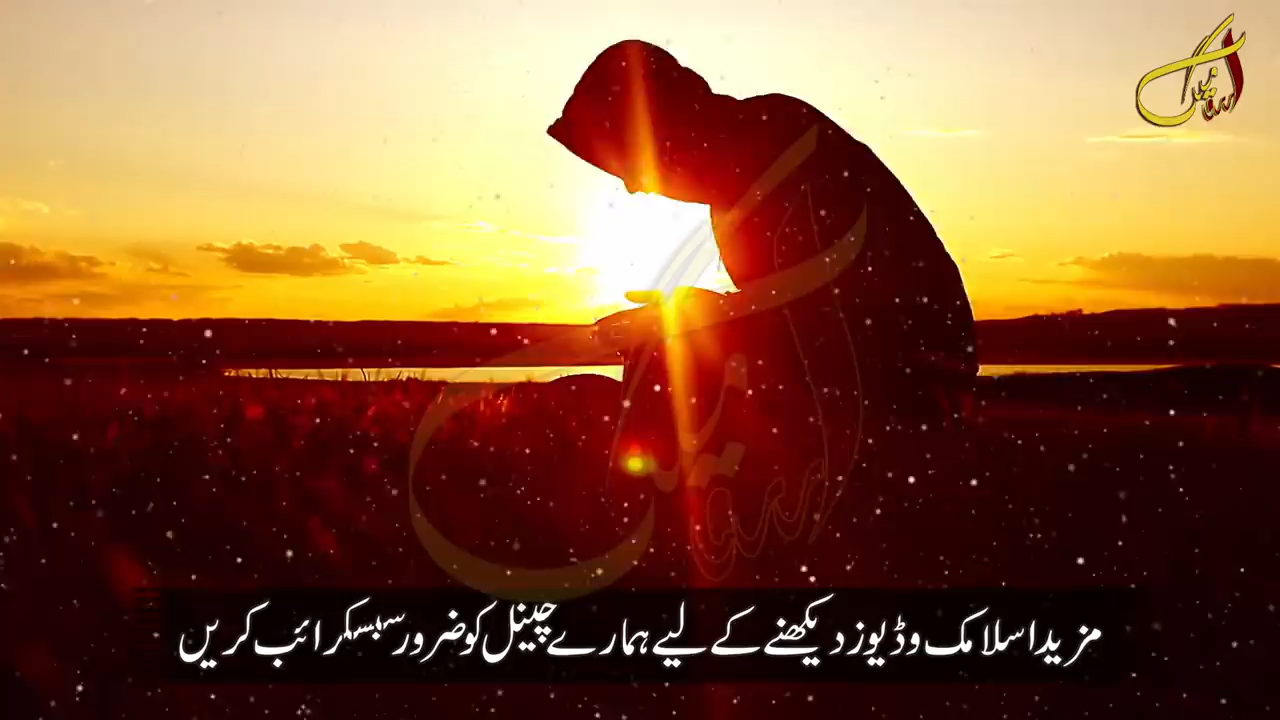 مزید اسلامک وڈیوز دیکھنے کے لیے ہمارے چینل کو ضرور سبسکرائب کریں